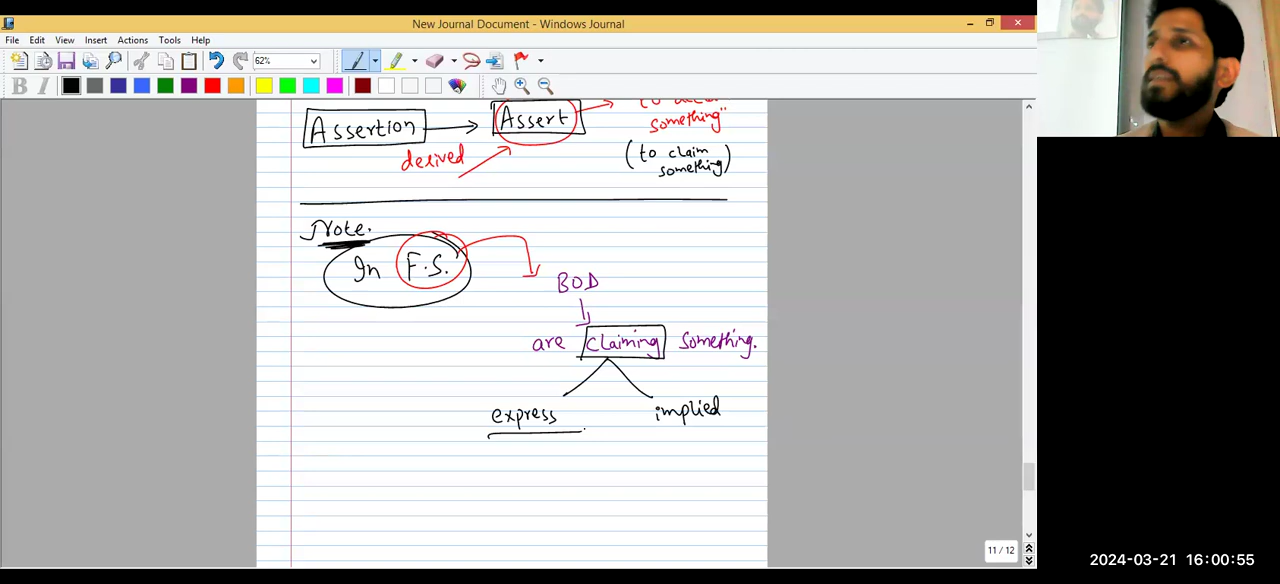 New Journal Document - Windows Journal
File Edit View Insert Actions Tools Help
62%
B I
Assertion Assert
something"
derived
(to claim
something)
Note.
In F.S.
BOD
are claiming something.
express implied
11 / 12
2024-03-21 16:00:55